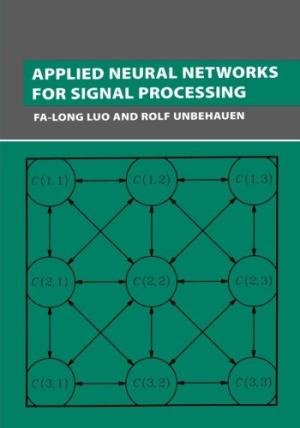 APPLIED NEURAL NETWORKS
FOR SIGNAL PROCESSING
FA-LONG LUO AND ROLF UNBEHAUEN
C(1,1) C(1,2) C(1,3)
C(2,1) C(2,2) C(2,3)
C(3,1) C(3,2) C(3,3)